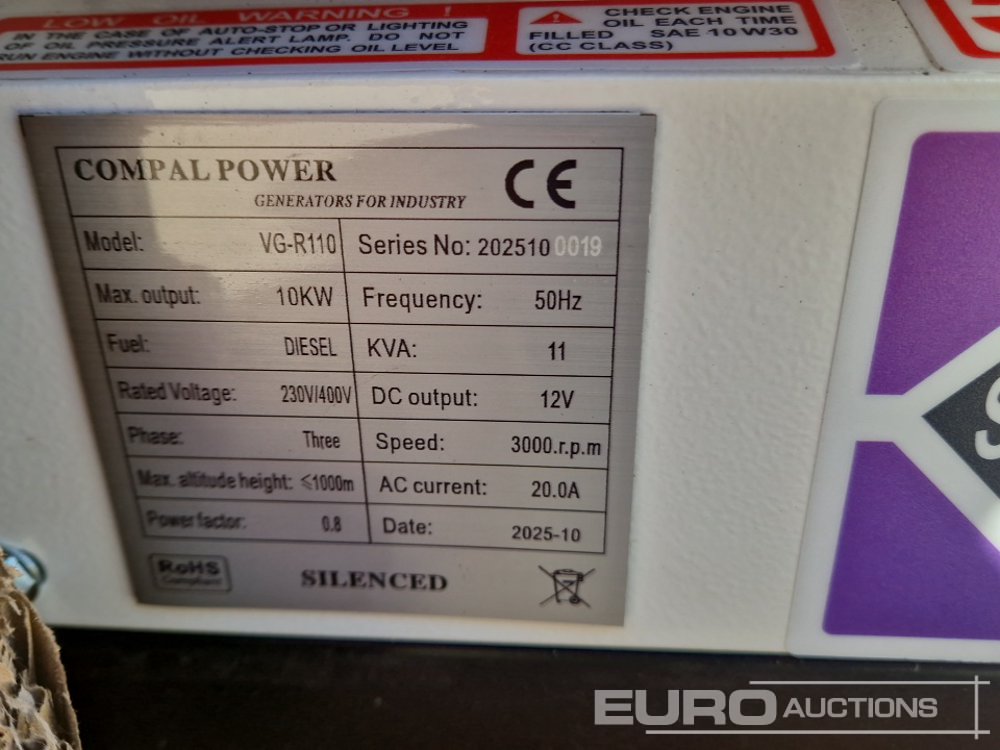 LOW OIL WARNING !
IN THE CASE OF AUTO-STOP OR LIGHTING
OF OIL PRESSURE ALERT LAMP. DO NOT
RUN ENGINE WITHOUT CHECKING OIL LEVEL
CHECK ENGINE
OIL EACH TIME
FILLED SAE 10W30
(CC CLASS)
COMPAL POWER
GENERATORS FOR INDUSTRY
CE
Model: VG-R110
Series No: 202510 0019
Max. output: 10KW
Frequency: 50Hz
Fuel: DIESEL
KVA: 11
Rated Voltage: 230V/400V
DC output: 12V
Phase: Three
Speed: 3000.r.p.m
Max. altitude height: ≤1000m
AC current: 20.0A
Power factor: 0.8
Date: 2025-10
RoHS
Compliant
SILENCED
EURO AUCTIONS